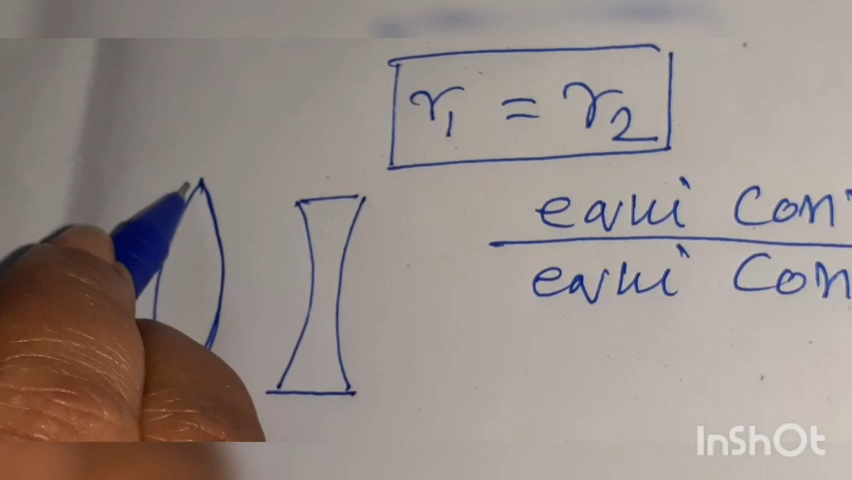 r₁ = r₂
equi Con
equi Con
InShOt